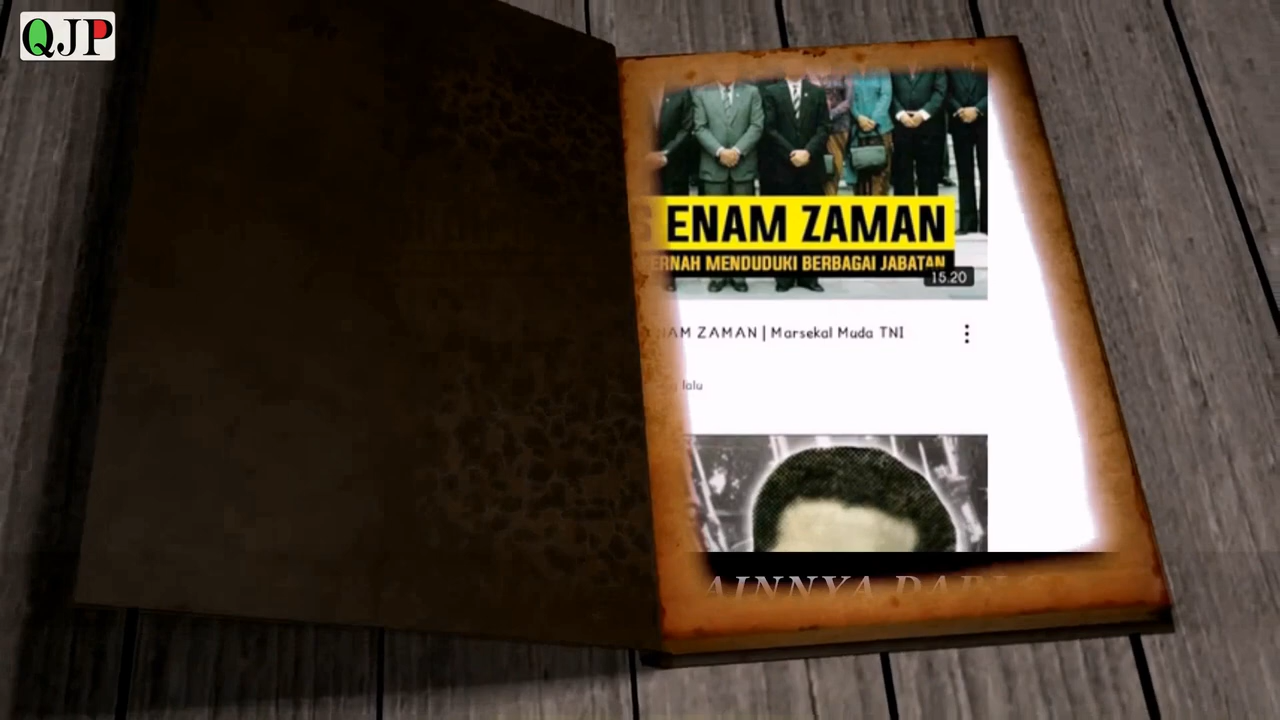 QJP
ENAM ZAMAN
MENDUDUKI BERBAGAI JABATAN
15.20
ZAMAN | Marsekal Muda TNI
lalu